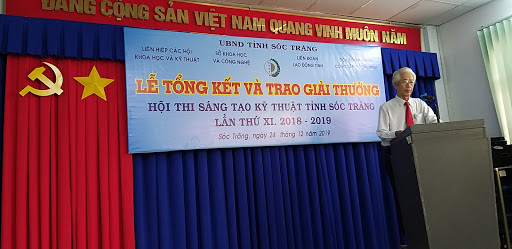 ĐẢNG CỘNG SẢN VIỆT NAM QUANG VINH MUÔN NĂM
UBND TỈNH SÓC TRĂNG
LIÊN HIỆP CÁC HỘI
KHOA HỌC VÀ KỸ THUẬT
SỞ KHOA HỌC
VÀ CÔNG NGHỆ
LIÊN ĐOÀN
LAO ĐỘNG TỈNH
LỄ TỔNG KẾT VÀ TRAO GIẢI THƯỞNG
HỘI THI SÁNG TẠO KỸ THUẬT TỈNH SÓC TRĂNG
LẦN THỨ XI, 2018 - 2019
Sóc Trăng, ngày 24 tháng 12 năm 2019